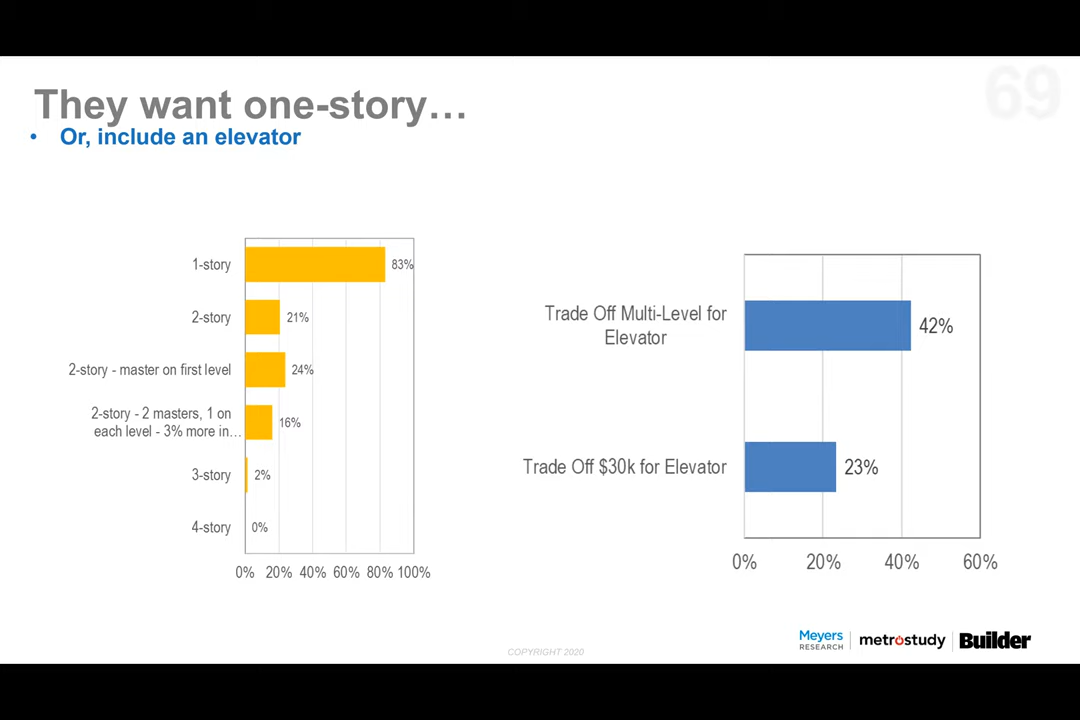 69
They want one-story…
• Or, include an elevator
1-story
83%
2-story
21%
2-story - master on first level
24%
2-story - 2 masters, 1 on
each level - 3% more in…
16%
3-story
2%
4-story
0%
0% 20% 40% 60% 80% 100%
Trade Off Multi-Level for
Elevator
42%
Trade Off $30k for Elevator
23%
0% 20% 40% 60%
COPYRIGHT 2020
Meyers
RESEARCH
metrostudy
Builder